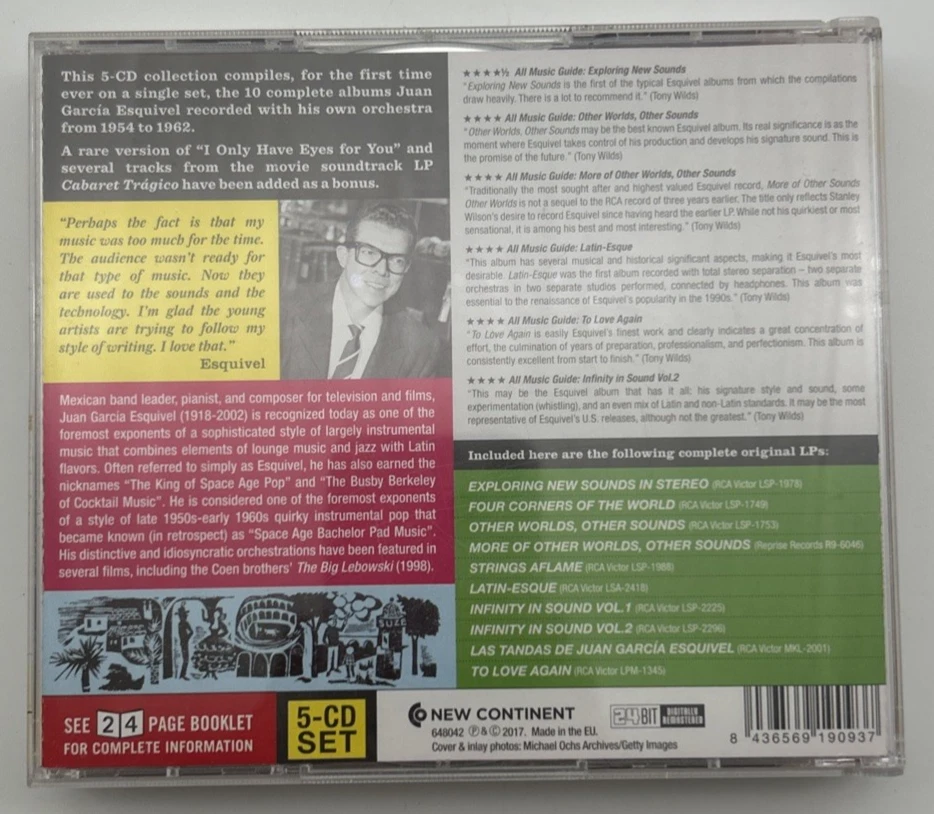 This 5-CD collection compiles, for the first time
ever on a single set, the 10 complete albums Juan
García Esquivel recorded with his own orchestra
from 1954 to 1962.
A rare version of “I Only Have Eyes for You” and
several tracks from the movie soundtrack LP
Cabaret Trágico have been added as a bonus.
“Perhaps the fact is that my
music was too much for the time.
The audience wasn't ready for
that type of music. Now they
are used to the sounds and the
technology. I'm glad the young
artists are trying to follow my
style of writing. I love that.”
Esquivel
Mexican band leader, pianist, and composer for television and films,
Juan García Esquivel (1918-2002) is recognized today as one of the
foremost exponents of a sophisticated style of largely instrumental
music that combines elements of lounge music and jazz with Latin
flavors. Often referred to simply as Esquivel, he has also earned the
nicknames “The King of Space Age Pop” and “The Busby Berkeley
of Cocktail Music”. He is considered one of the foremost exponents
of a style of late 1950s-early 1960s quirky instrumental pop that
became known (in retrospect) as “Space Age Bachelor Pad Music”.
His distinctive and idiosyncratic orchestrations have been featured in
several films, including the Coen brothers' The Big Lebowski (1998).
SUZE
SEE 24 PAGE BOOKLET
FOR COMPLETE INFORMATION
5-CD
SET
★★★★½ All Music Guide: Exploring New Sounds
“Exploring New Sounds is the first of the typical Esquivel albums from which the compilations
draw heavily. There is a lot to recommend it.” (Tony Wilds)
★★★★ All Music Guide: Other Worlds, Other Sounds
“Other Worlds, Other Sounds may be the best known Esquivel album. Its real significance is as the
moment where Esquivel takes control of his production and develops his signature sound. This is
the promise of the future.” (Tony Wilds)
★★★★ All Music Guide: More of Other Worlds, Other Sounds
“Traditionally the most sought after and highest valued Esquivel record, More of Other Sounds
Other Worlds is not a sequel to the RCA record of three years earlier. The title only reflects Stanley
Wilson's desire to record Esquivel since having heard the earlier LP. While not his quirkiest or most
sensational, it is among his best and most interesting.” (Tony Wilds)
★★★★ All Music Guide: Latin-Esque
“This album has several musical and historical significant aspects, making it Esquivel's most
desirable. Latin-Esque was the first album recorded with total stereo separation – two separate
orchestras in two separate studios performed, connected by headphones. This album was
essential to the renaissance of Esquivel's popularity in the 1990s.” (Tony Wilds)
★★★★ All Music Guide: To Love Again
“To Love Again is easily Esquivel's finest work and clearly indicates a great concentration of
effort, the culmination of years of preparation, professionalism, and perfectionism. This album is
consistently excellent from start to finish.” (Tony Wilds)
★★★★ All Music Guide: Infinity in Sound Vol.2
“This may be the Esquivel album that has it all: his signature style and sound, some
experimentation (whistling), and an even mix of Latin and non-Latin standards. It may be the most
representative of Esquivel's U.S. releases, although not the greatest.” (Tony Wilds)
Included here are the following complete original LPs:
EXPLORING NEW SOUNDS IN STEREO (RCA Victor LSP-1978)
FOUR CORNERS OF THE WORLD (RCA Victor LSP-1749)
OTHER WORLDS, OTHER SOUNDS (RCA Victor LSP-1753)
MORE OF OTHER WORLDS, OTHER SOUNDS (Reprise Records R9-6046)
STRINGS AFLAME (RCA Victor LSP-1988)
LATIN-ESQUE (RCA Victor LSA-2418)
INFINITY IN SOUND VOL.1 (RCA Victor LSP-2225)
INFINITY IN SOUND VOL.2 (RCA Victor LSP-2296)
LAS TANDAS DE JUAN GARCÍA ESQUIVEL (RCA Victor MKL-2001)
TO LOVE AGAIN (RCA Victor LPM-1345)
NEW CONTINENT
648042 ℗ & © 2017. Made in the EU.
Cover & inlay photos: Michael Ochs Archives/Getty Images
24 BIT DIGITALLY REMASTERED
8 436569 190937